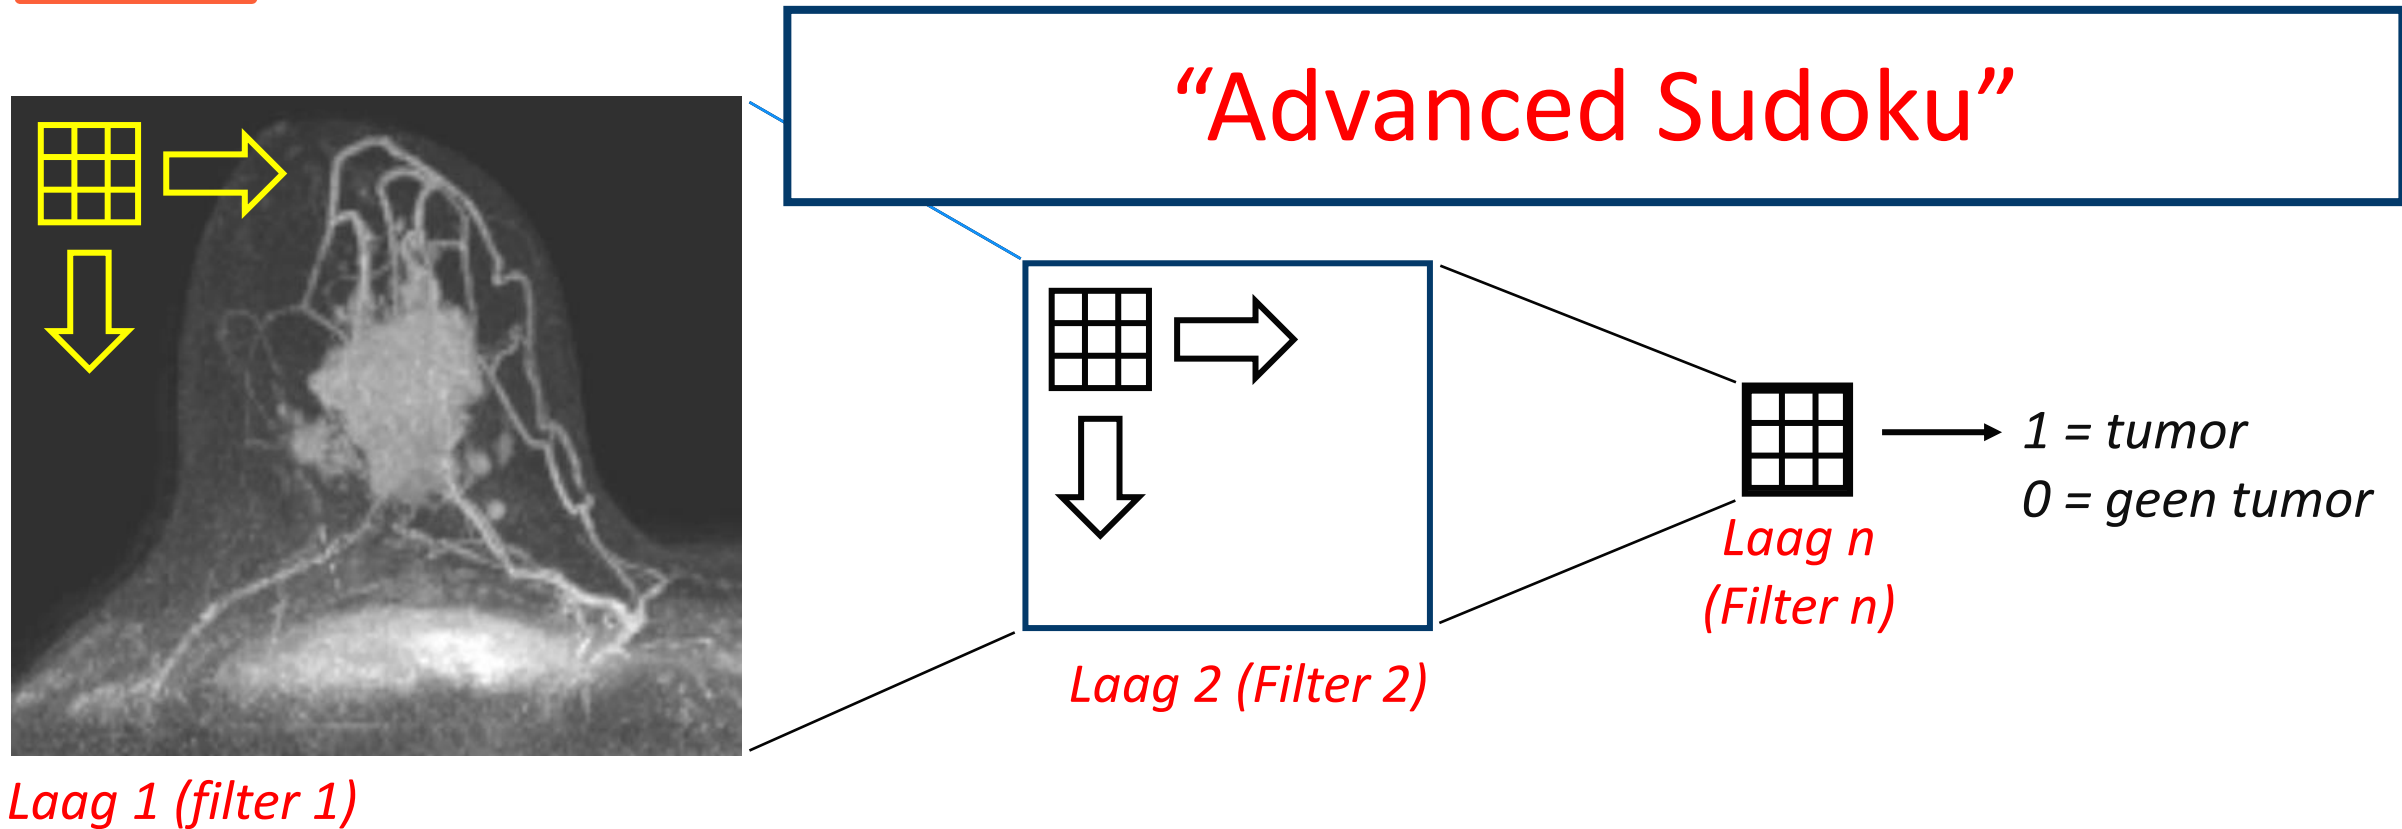 “Advanced Sudoku”
1 = tumor
0 = geen tumor
Laag n
(Filter n)
Laag 2 (Filter 2)
Laag 1 (filter 1)